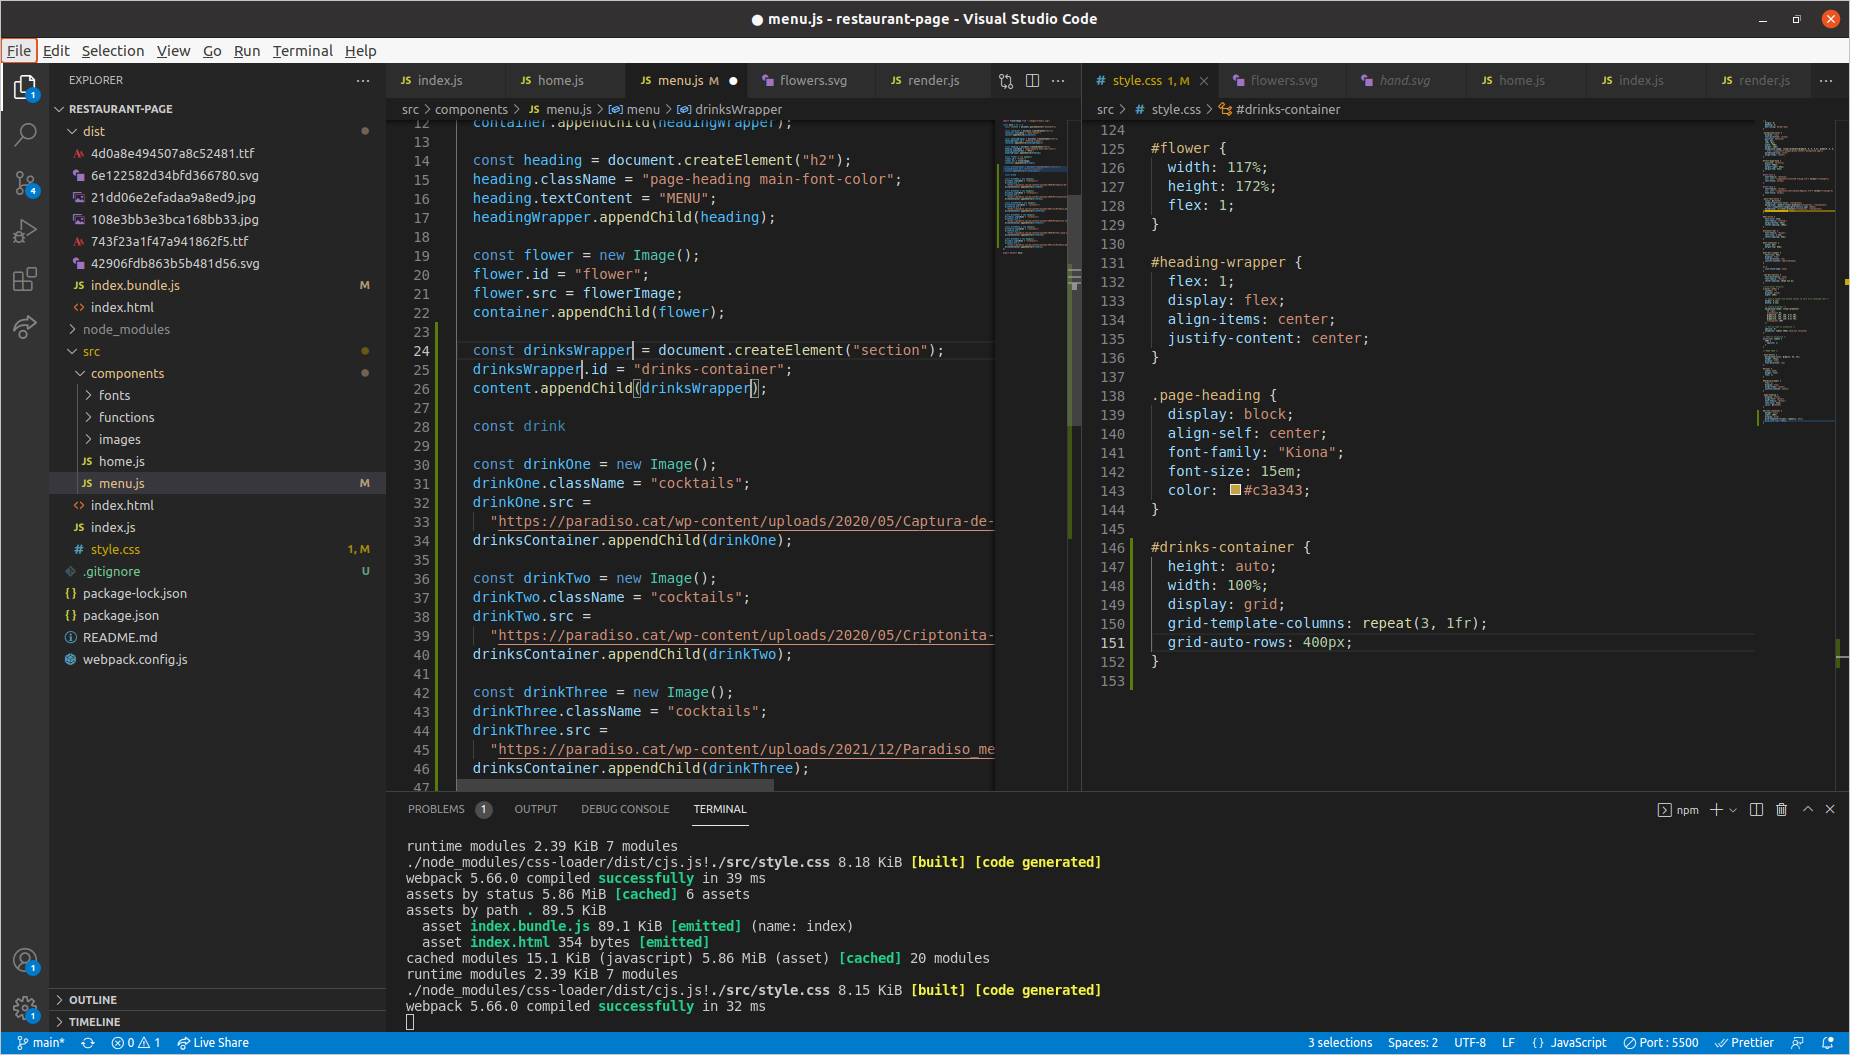 ● menu.js - restaurant-page - Visual Studio Code
File Edit Selection View Go Run Terminal Help
EXPLORER
RESTAURANT-PAGE
dist
4d0a8e494507a8c52481.ttf
6e122582d34bfd366780.svg
21dd06e2efadaa9a8ed9.jpg
108e3bb3e3bca168bb33.jpg
743f23a1f47a941862f5.ttf
42906fdb863b5b481d56.svg
JS index.bundle.js M
<> index.html
node_modules
src
components
fonts
functions
images
JS home.js
JS menu.js M
<> index.html
JS index.js
# style.css 1, M
.gitignore U
{} package-lock.json
{} package.json
README.md
webpack.config.js
OUTLINE
TIMELINE
JS index.js JS home.js JS menu.js M ● flowers.svg JS render.js
src > components > JS menu.js > menu > drinksWrapper
12 container.appendChild(headingWrapper);
13
14 const heading = document.createElement("h2");
15 heading.className = "page-heading main-font-color";
16 heading.textContent = "MENU";
17 headingWrapper.appendChild(heading);
18
19 const flower = new Image();
20 flower.id = "flower";
21 flower.src = flowerImage;
22 container.appendChild(flower);
23
24 const drinksWrapper = document.createElement("section");
25 drinksWrapper.id = "drinks-container";
26 content.appendChild(drinksWrapper);
27
28 const drink
29
30 const drinkOne = new Image();
31 drinkOne.className = "cocktails";
32 drinkOne.src =
33 "https://paradiso.cat/wp-content/uploads/2020/05/Captura-de-
34 drinksContainer.appendChild(drinkOne);
35
36 const drinkTwo = new Image();
37 drinkTwo.className = "cocktails";
38 drinkTwo.src =
39 "https://paradiso.cat/wp-content/uploads/2020/05/Criptonita-
40 drinksContainer.appendChild(drinkTwo);
41
42 const drinkThree = new Image();
43 drinkThree.className = "cocktails";
44 drinkThree.src =
45 "https://paradiso.cat/wp-content/uploads/2021/12/Paradiso_me
46 drinksContainer.appendChild(drinkThree);
47
# style.css 1, M flowers.svg hand.svg JS home.js JS index.js JS render.js
src > # style.css > #drinks-container
124
125 #flower {
126 width: 117%;
127 height: 172%;
128 flex: 1;
129 }
130
131 #heading-wrapper {
132 flex: 1;
133 display: flex;
134 align-items: center;
135 justify-content: center;
136 }
137
138 .page-heading {
139 display: block;
140 align-self: center;
141 font-family: "Kiona";
142 font-size: 15em;
143 color: #c3a343;
144 }
145
146 #drinks-container {
147 height: auto;
148 width: 100%;
149 display: grid;
150 grid-template-columns: repeat(3, 1fr);
151 grid-auto-rows: 400px;
152 }
153
PROBLEMS 1 OUTPUT DEBUG CONSOLE TERMINAL npm
runtime modules 2.39 KiB 7 modules
./node_modules/css-loader/dist/cjs.js!./src/style.css 8.18 KiB [built] [code generated]
webpack 5.66.0 compiled successfully in 39 ms
assets by status 5.86 MiB [cached] 6 assets
assets by path . 89.5 KiB
asset index.bundle.js 89.1 KiB [emitted] (name: index)
asset index.html 354 bytes [emitted]
cached modules 15.1 KiB (javascript) 5.86 MiB (asset) [cached] 20 modules
runtime modules 2.39 KiB 7 modules
./node_modules/css-loader/dist/cjs.js!./src/style.css 8.15 KiB [built] [code generated]
webpack 5.66.0 compiled successfully in 32 ms
main* 0 1 Live Share 3 selections Spaces: 2 UTF-8 LF {} JavaScript Port : 5500 Prettier